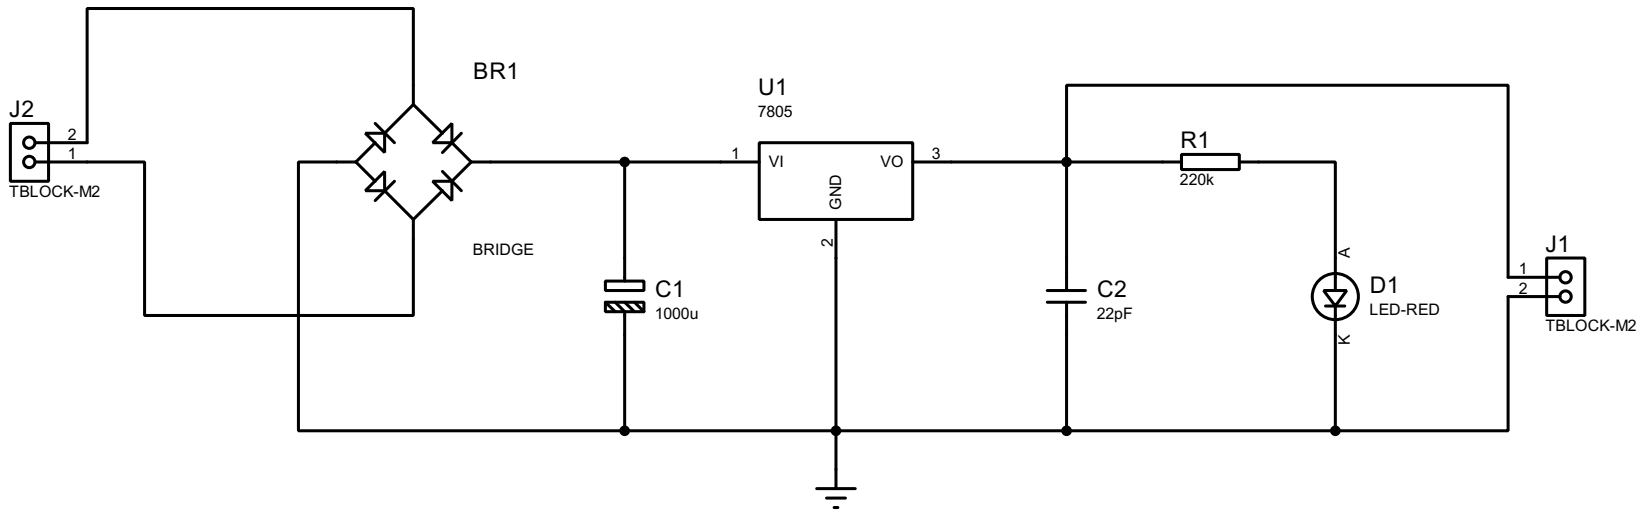 J2
2
1
TBLOCK-M2
BR1
BRIDGE
C1
1000u
U1
7805
1
VI
VO
3
GND
2
C2
22pF
R1
220k
A
D1
LED-RED
K
J1
1
2
TBLOCK-M2